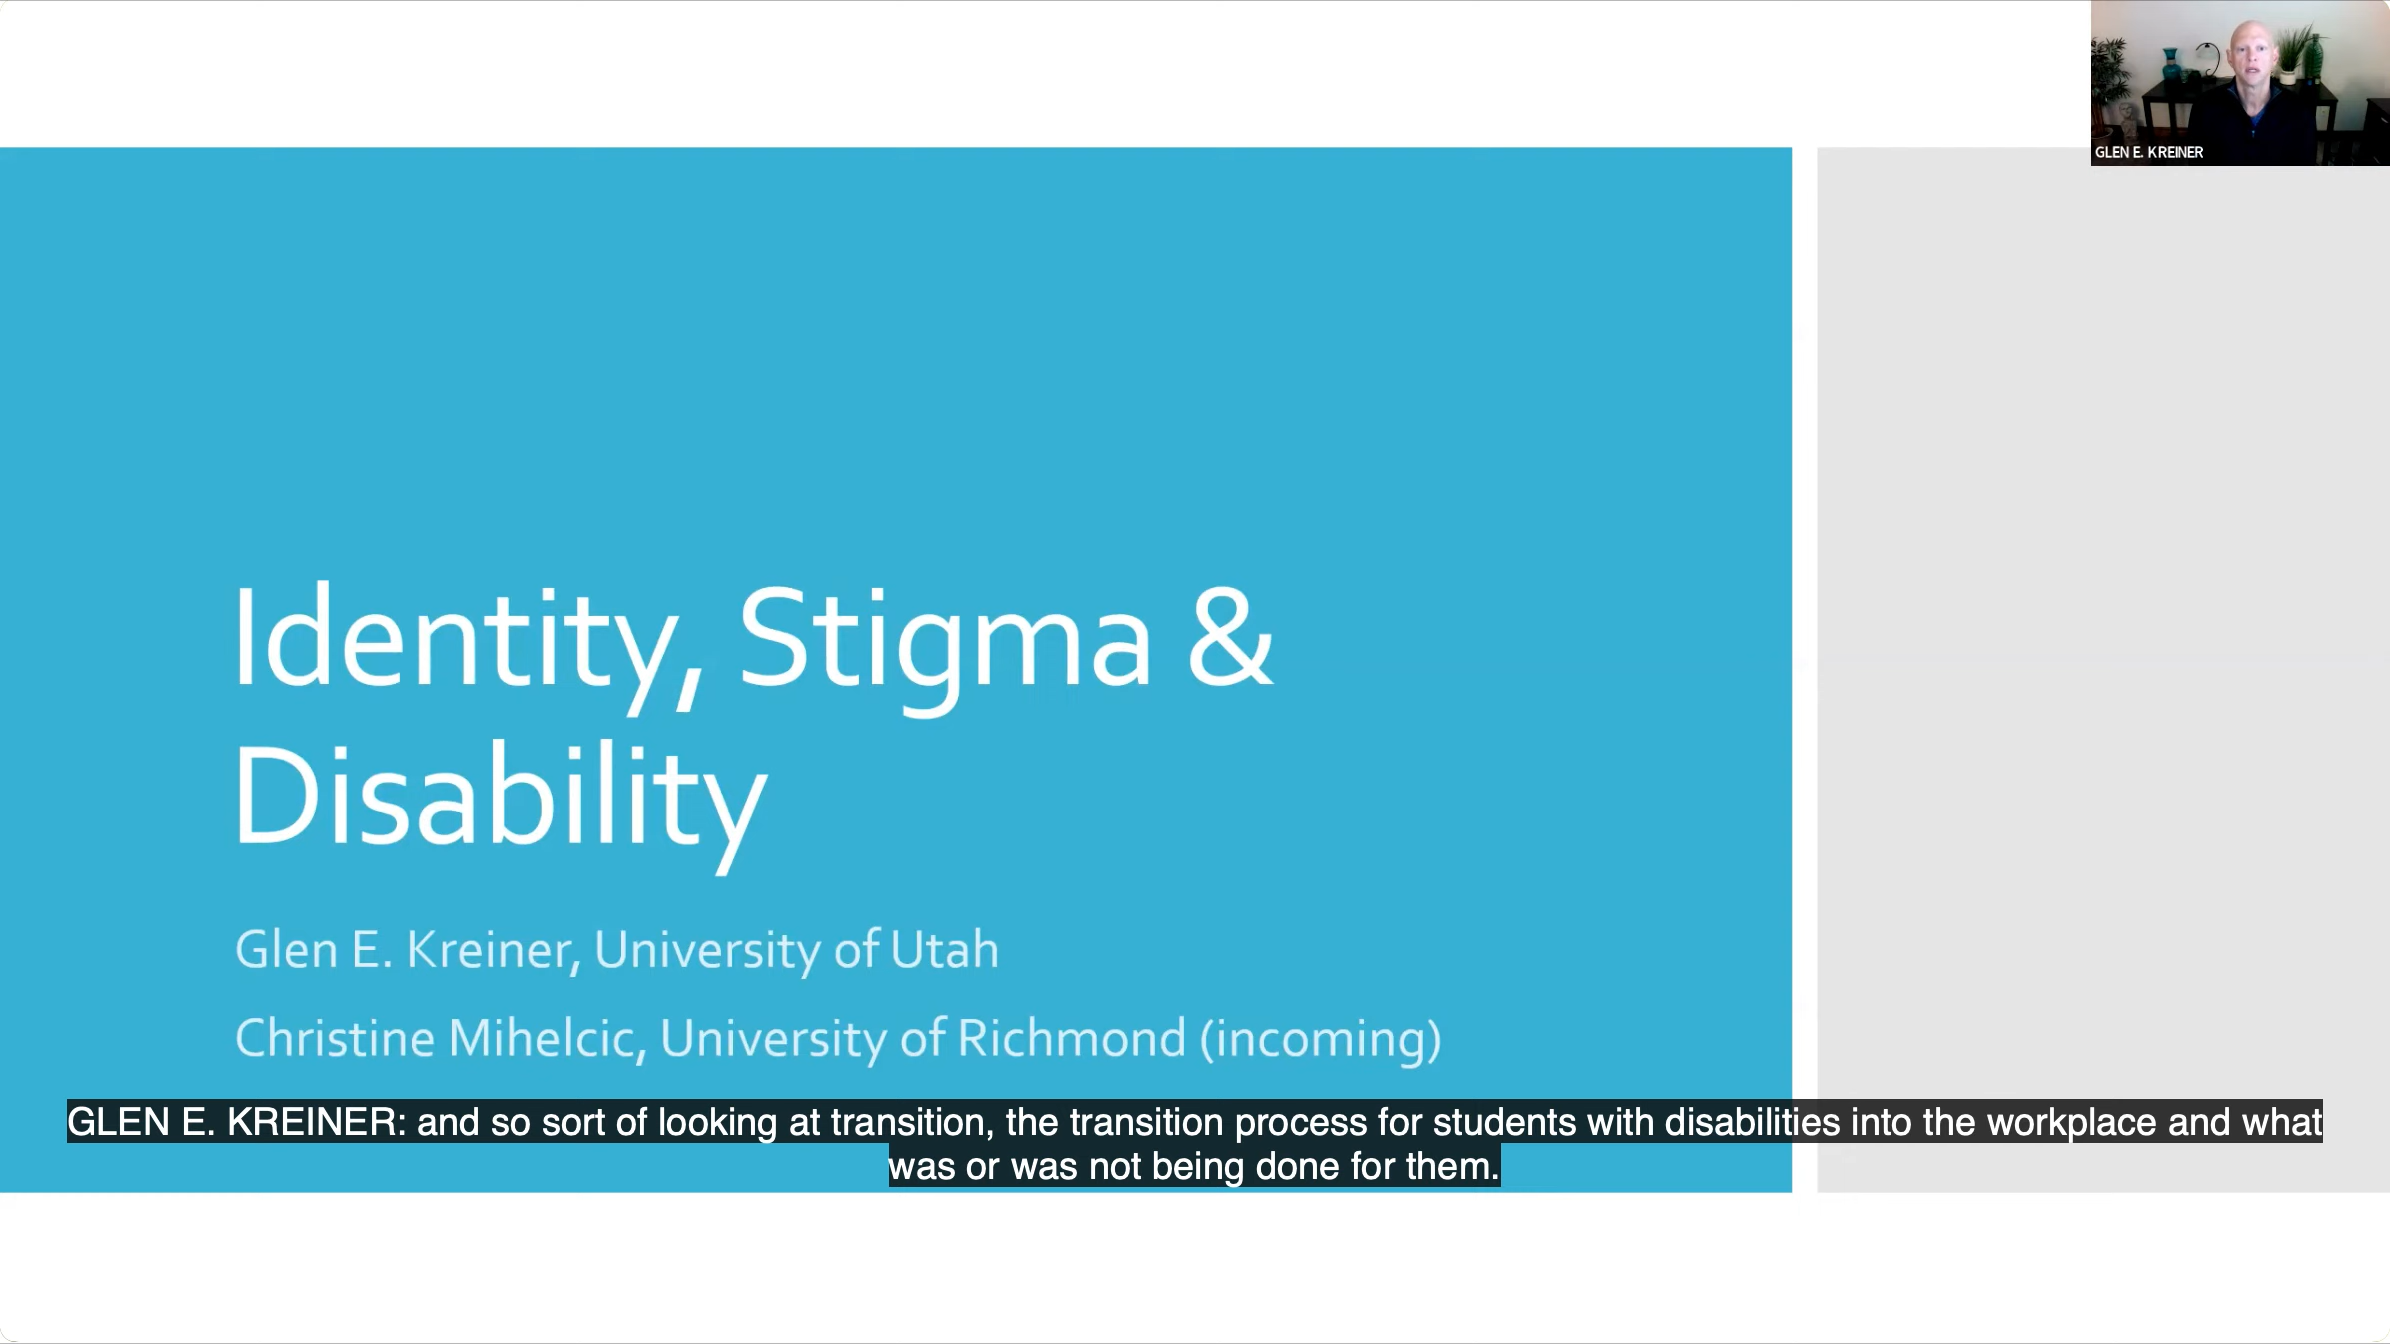 GLEN E. KREINER
Identity, Stigma &
Disability
Glen E. Kreiner, University of Utah
Christine Mihelcic, University of Richmond (incoming)
GLEN E. KREINER: and so sort of looking at transition, the transition process for students with disabilities into the workplace and what
was or was not being done for them.